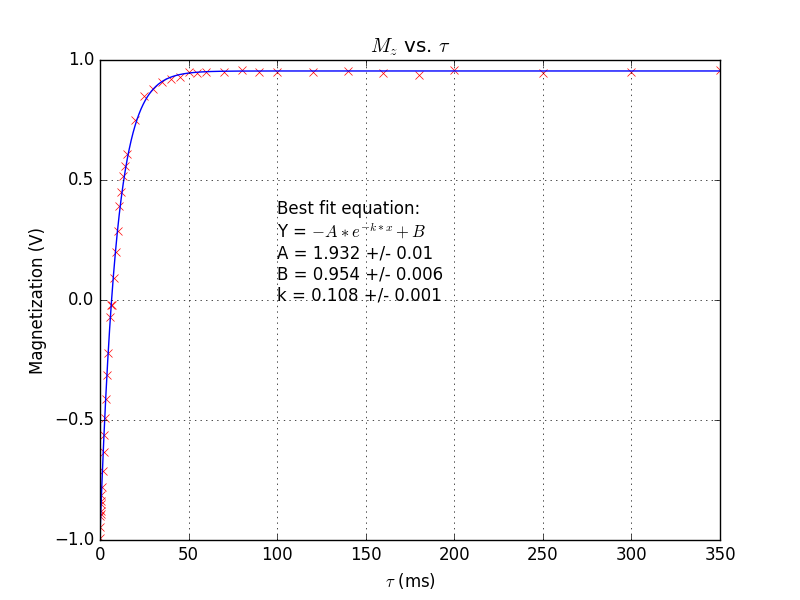 M_z vs. τ
1.0
0.5
0.0
−0.5
−1.0
Magnetization (V)
Best fit equation:
Y = −A ∗ e^{−k∗x} + B
A = 1.932 +/- 0.01
B = 0.954 +/- 0.006
k = 0.108 +/- 0.001
0 50 100 150 200 250 300 350
τ (ms)